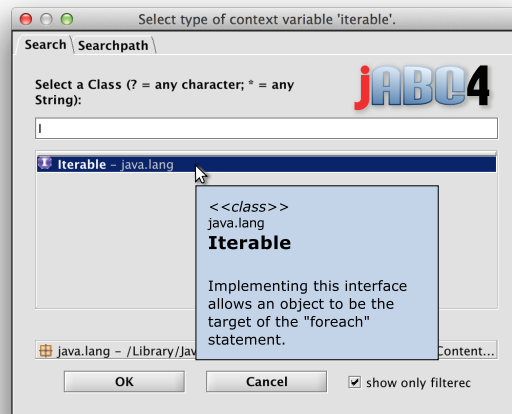 Select type of context variable 'iterable'.
Search
Searchpath
Select a Class (? = any character; * = any
String):
jABC4
I
Iterable – java.lang
<<class>>
java.lang
Iterable
Implementing this interface
allows an object to be the
target of the "foreach"
statement.
java.lang – /Library/Jav
Content...
OK
Cancel
show only filterec